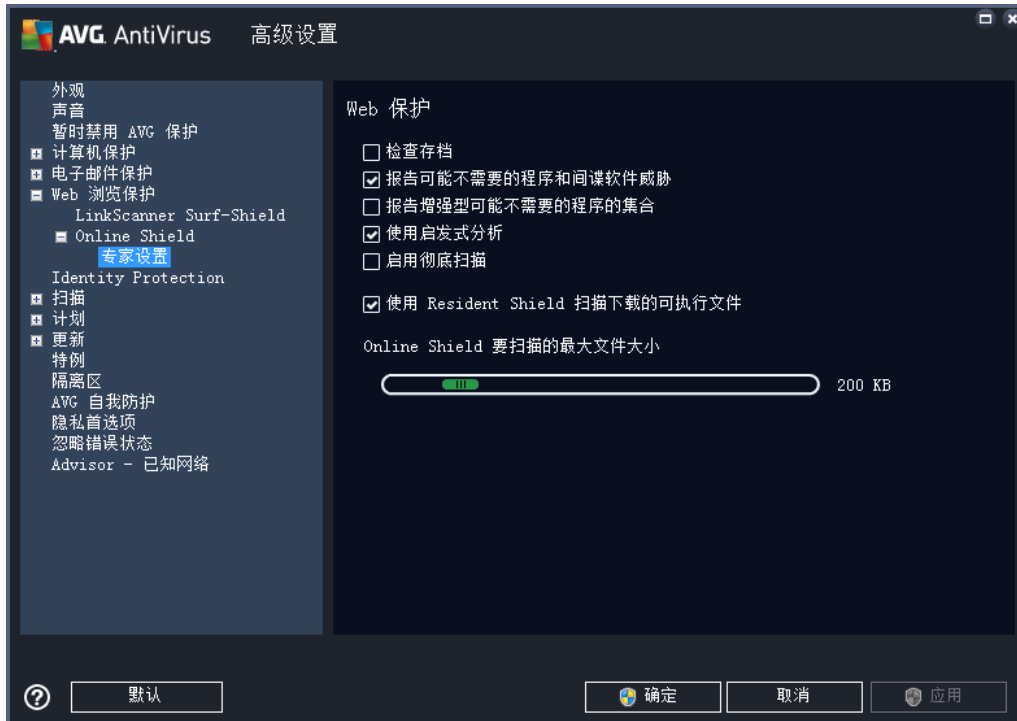 AVG AntiVirus 高级设置
外观
声音
暂时禁用 AVG 保护
计算机保护
电子邮件保护
Web 浏览保护
LinkScanner Surf-Shield
Online Shield
专家设置
Identity Protection
扫描
计划
更新
特例
隔离区
AVG 自我防护
隐私首选项
忽略错误状态
Advisor - 已知网络
Web 保护
检查存档
报告可能不需要的程序和间谍软件威胁
报告增强型可能不需要的程序的集合
使用启发式分析
启用彻底扫描
使用 Resident Shield 扫描下载的可执行文件
Online Shield 要扫描的最大文件大小
200 KB
默认
确定
取消
应用